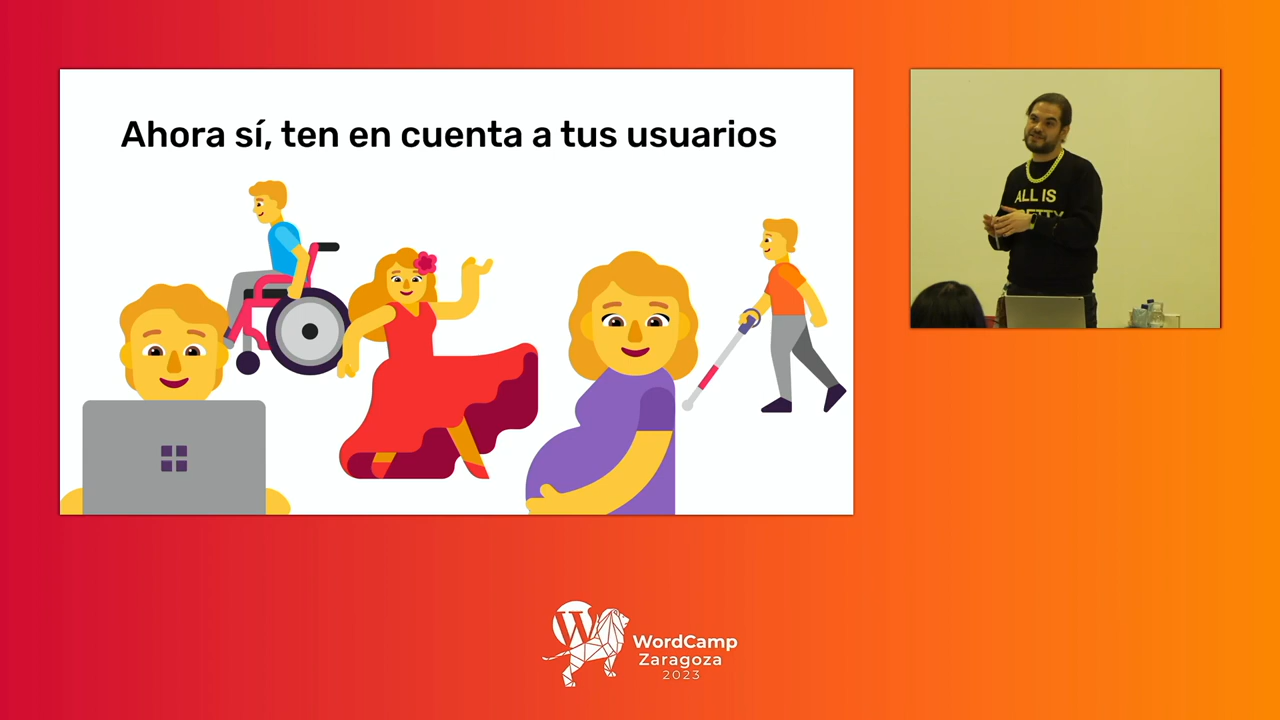 Ahora sí, ten en cuenta a tus usuarios
ALL IS
WordCamp
Zaragoza
2023